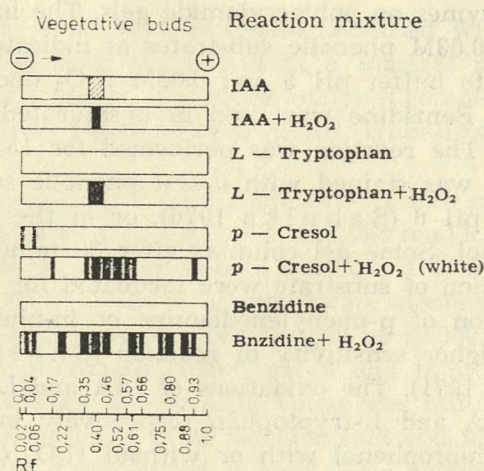 Vegetative buds Reaction mixture
− +
IAA
IAA+H₂O₂
L — Tryptophan
L — Tryptophan+H₂O₂
p — Cresol
p — Cresol+H₂O₂ (white)
Benzidine
Bnzidine+ H₂O₂
0,0 0,04 0,17 0,35 0,46 0,57 0,66 0,80 0,93
0,02 0,06 0,22 0,40 0,52 0,61 0,75 0,88 1,0
Rf